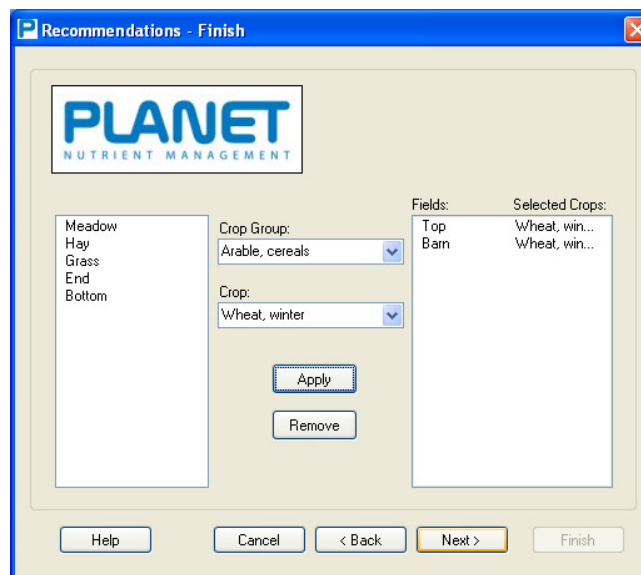 Recommendations - Finish
PLANET
NUTRIENT MANAGEMENT
Meadow
Hay
Grass
End
Bottom
Crop Group:
Arable, cereals
Crop:
Wheat, winter
Apply
Remove
Fields: Selected Crops:
Top Wheat, win...
Barn Wheat, win...
Help Cancel < Back Next > Finish